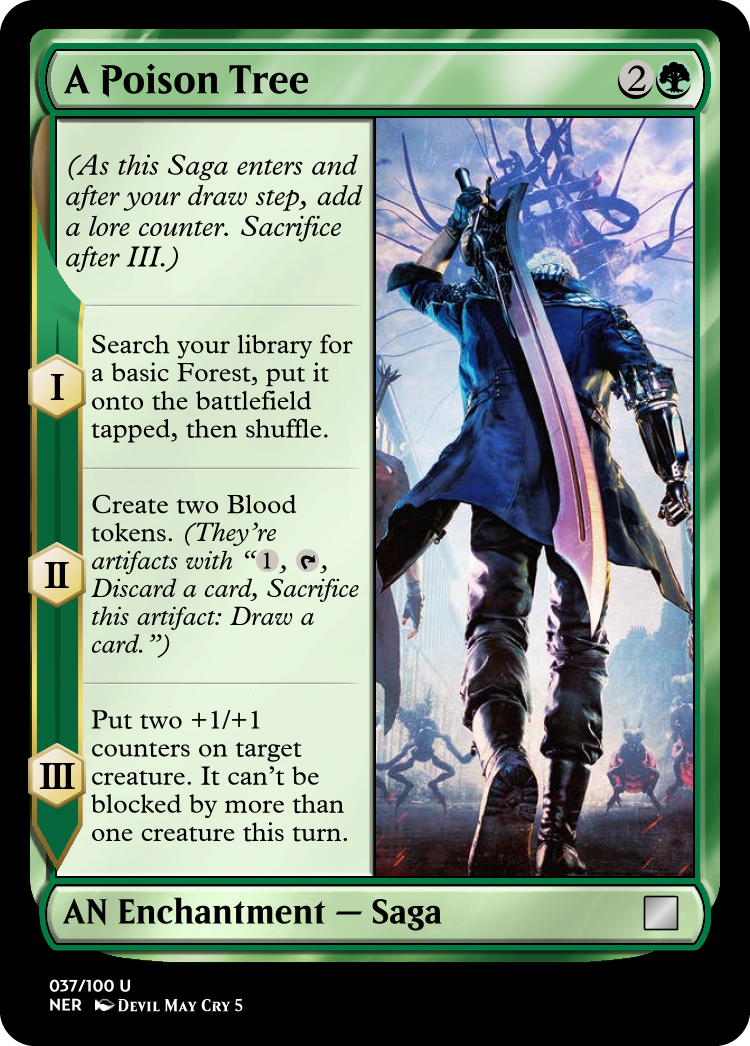 A Poison Tree 2
(As this Saga enters and
after your draw step, add
a lore counter. Sacrifice
after III.)
I
Search your library for
a basic Forest, put it
onto the battlefield
tapped, then shuffle.
II
Create two Blood
tokens. (They're
artifacts with “1, ,
Discard a card, Sacrifice
this artifact: Draw a
card.”)
III
Put two +1/+1
counters on target
creature. It can't be
blocked by more than
one creature this turn.
AN Enchantment — Saga
037/100 U
NER Devil May Cry 5